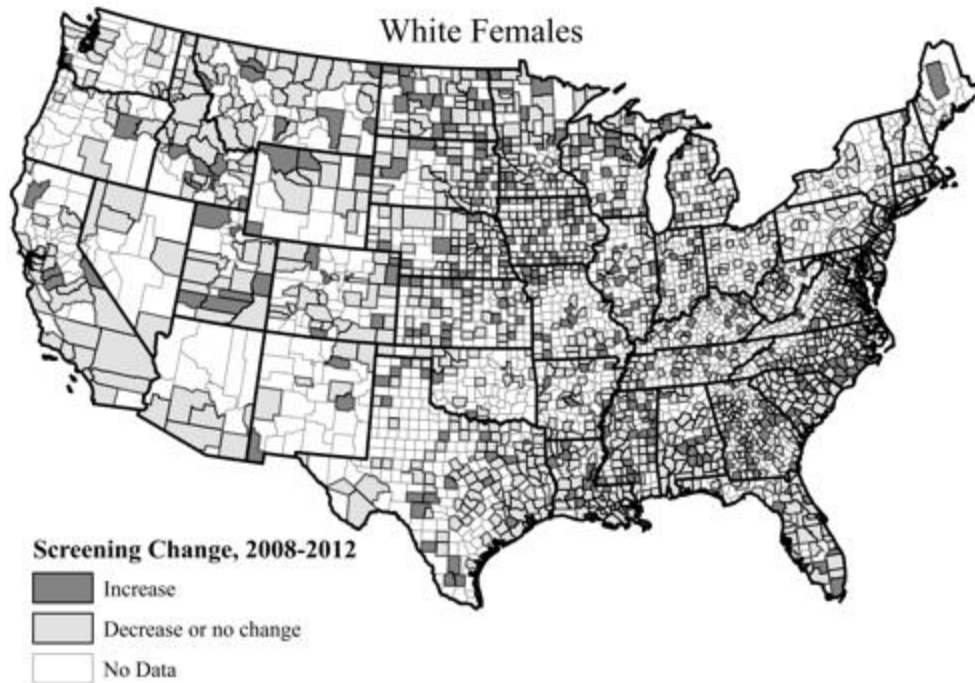 White Females
Screening Change, 2008-2012
Increase
Decrease or no change
No Data